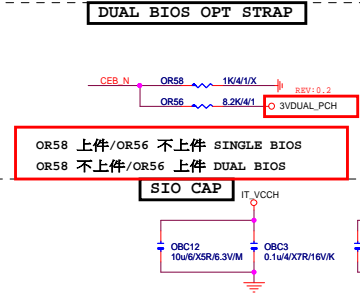 DUAL BIOS OPT STRAP
CEB_N
OR58
1K/4/1/X
REV:0.2
OR56
8.2K/4/1
3VDUAL_PCH
OR58 上件/OR56 不上件 SINGLE BIOS
OR58 不上件/OR56 上件 DUAL BIOS
SIO CAP
IT_VCCH
OBC12
10u/6/X5R/6.3V/M
OBC3
0.1u/4/X7R/16V/K